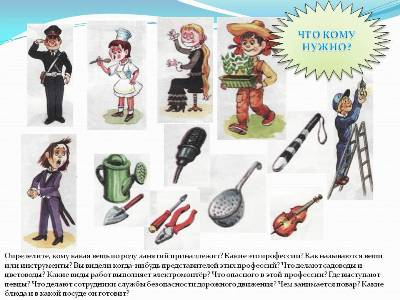 ЧТО КОМУ
НУЖНО?
Определите, кому какая вещь по роду занятий принадлежит? Какие это профессии? Как называются вещи
или инструменты? Вы видели когда-нибудь представителей этих профессий? Что делают садоводы и
цветоводы? Какие виды работ выполняет электромонтёр? Что опасного в этой профессии? Где выступают
певцы? Что делают сотрудники службы безопасности дорожного движения? Чем занимается повар? Какие
блюда и в какой посуде он готовит?